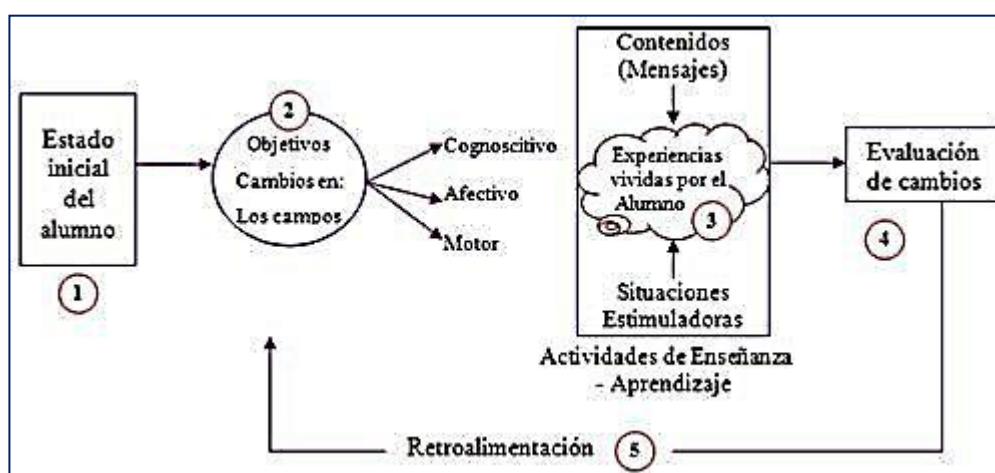 Estado
inicial
del
alumno
1
2
Objetivos
Cambios en:
Los campos
Cognoscitivo
Afectivo
Motor
Contenidos
(Mensajes)
Experiencias
vividas por el
Alumno
3
Situaciones
Estimuladoras
Actividades de Enseñanza
- Aprendizaje
Evaluación
de cambios
4
Retroalimentación 5